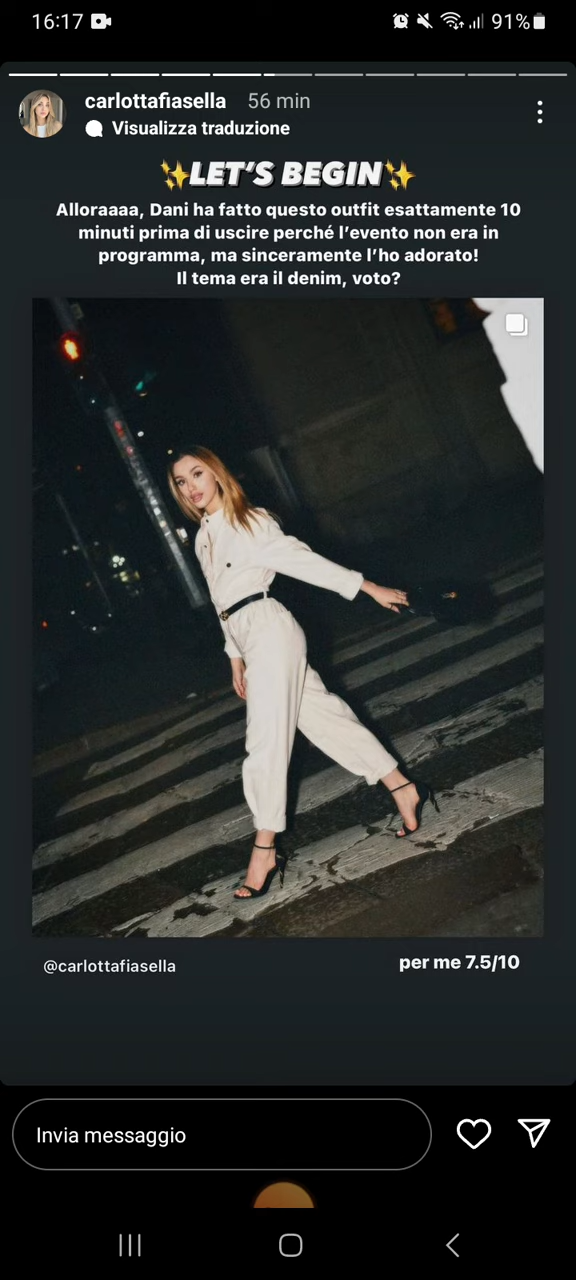 16:17 91%
carlottafiasella 56 min
Visualizza traduzione
✨LET'S BEGIN✨
Alloraaaa, Dani ha fatto questo outfit esattamente 10
minuti prima di uscire perché l'evento non era in
programma, ma sinceramente l'ho adorato!
Il tema era il denim, voto?
@carlottafiasella per me 7.5/10
Invia messaggio